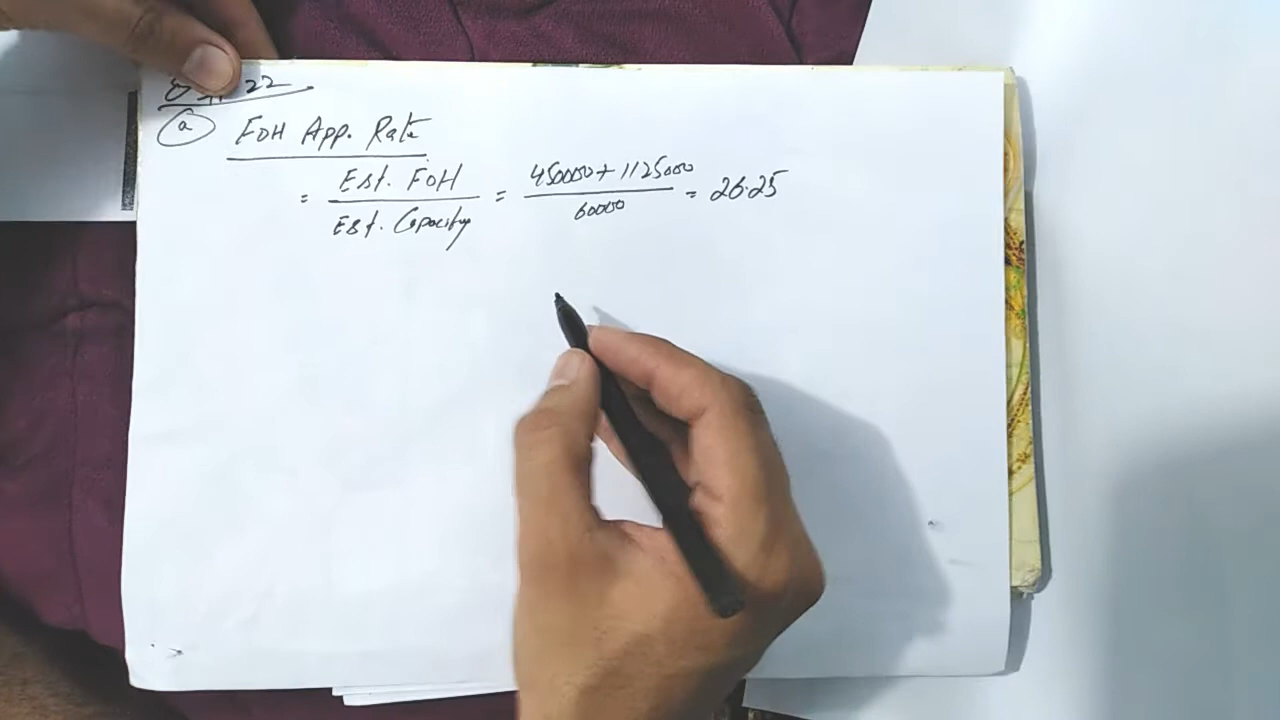 22
(a) FOH App. Rate
= Est. FOH / Est. Capacity = 450000 + 1125000 / 60000 = 26.25